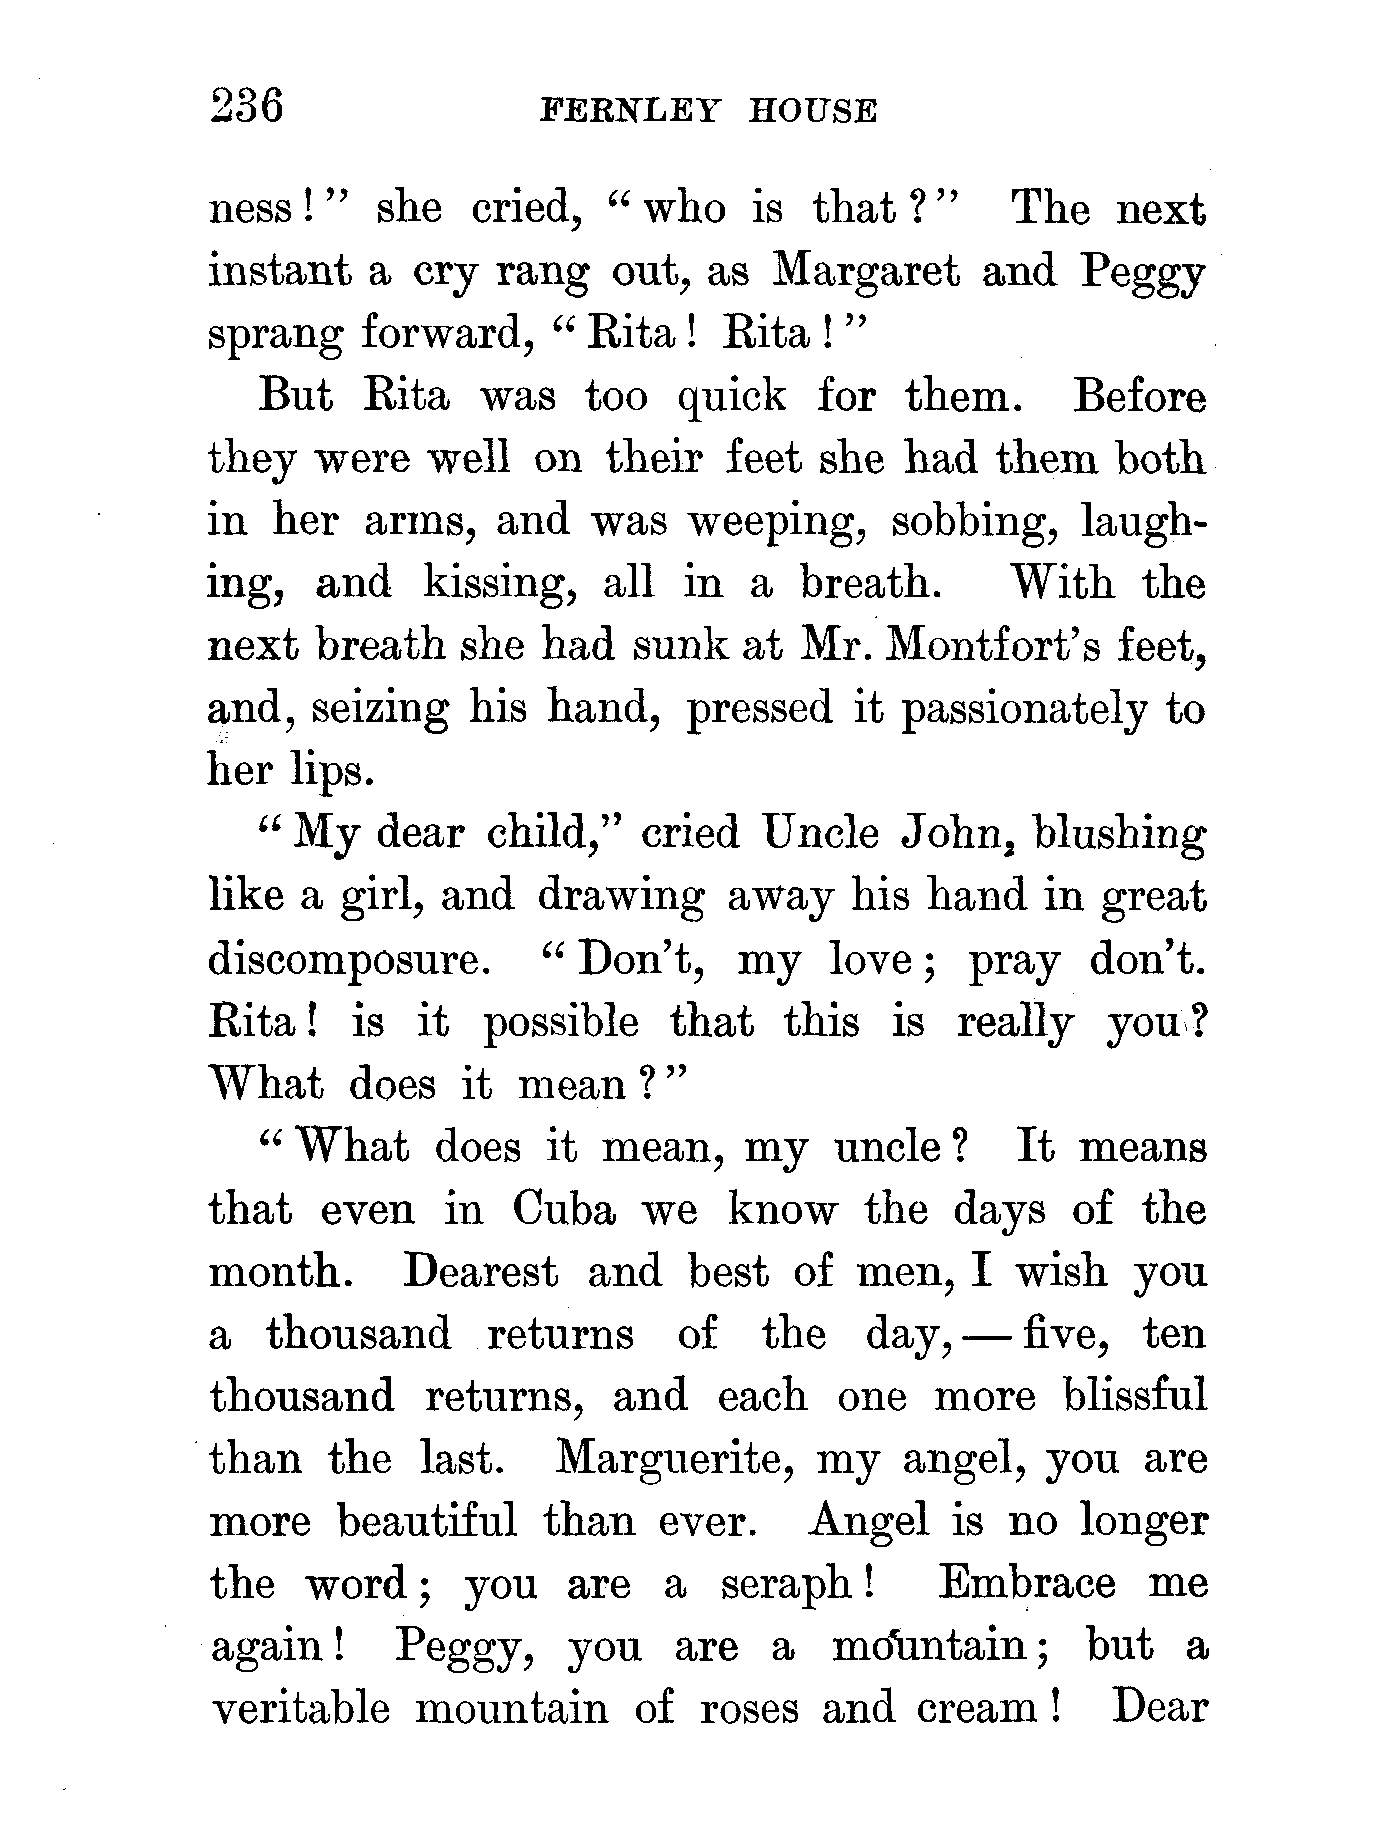 236 FERNLEY HOUSE
ness!" she cried, "who is that?" The next
instant a cry rang out, as Margaret and Peggy
sprang forward, "Rita! Rita!"
But Rita was too quick for them. Before
they were well on their feet she had them both
in her arms, and was weeping, sobbing, laugh-
ing, and kissing, all in a breath. With the
next breath she had sunk at Mr. Montfort's feet,
and, seizing his hand, pressed it passionately to
her lips.
"My dear child," cried Uncle John, blushing
like a girl, and drawing away his hand in great
discomposure. "Don't, my love; pray don't.
Rita! is it possible that this is really you?
What does it mean?"
"What does it mean, my uncle? It means
that even in Cuba we know the days of the
month. Dearest and best of men, I wish you
a thousand returns of the day,—five, ten
thousand returns, and each one more blissful
than the last. Marguerite, my angel, you are
more beautiful than ever. Angel is no longer
the word; you are a seraph! Embrace me
again! Peggy, you are a mountain; but a
veritable mountain of roses and cream! Dear